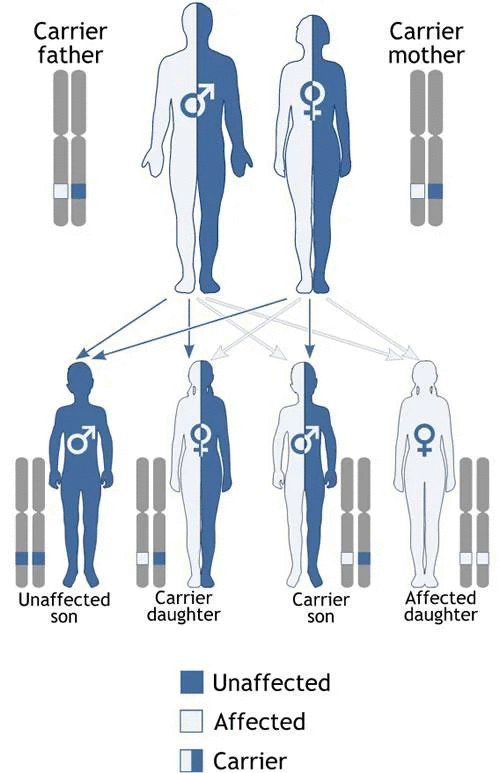 Carrier
father
Carrier
mother
Unaffected
son
Carrier
daughter
Carrier
son
Affected
daughter
Unaffected
Affected
Carrier